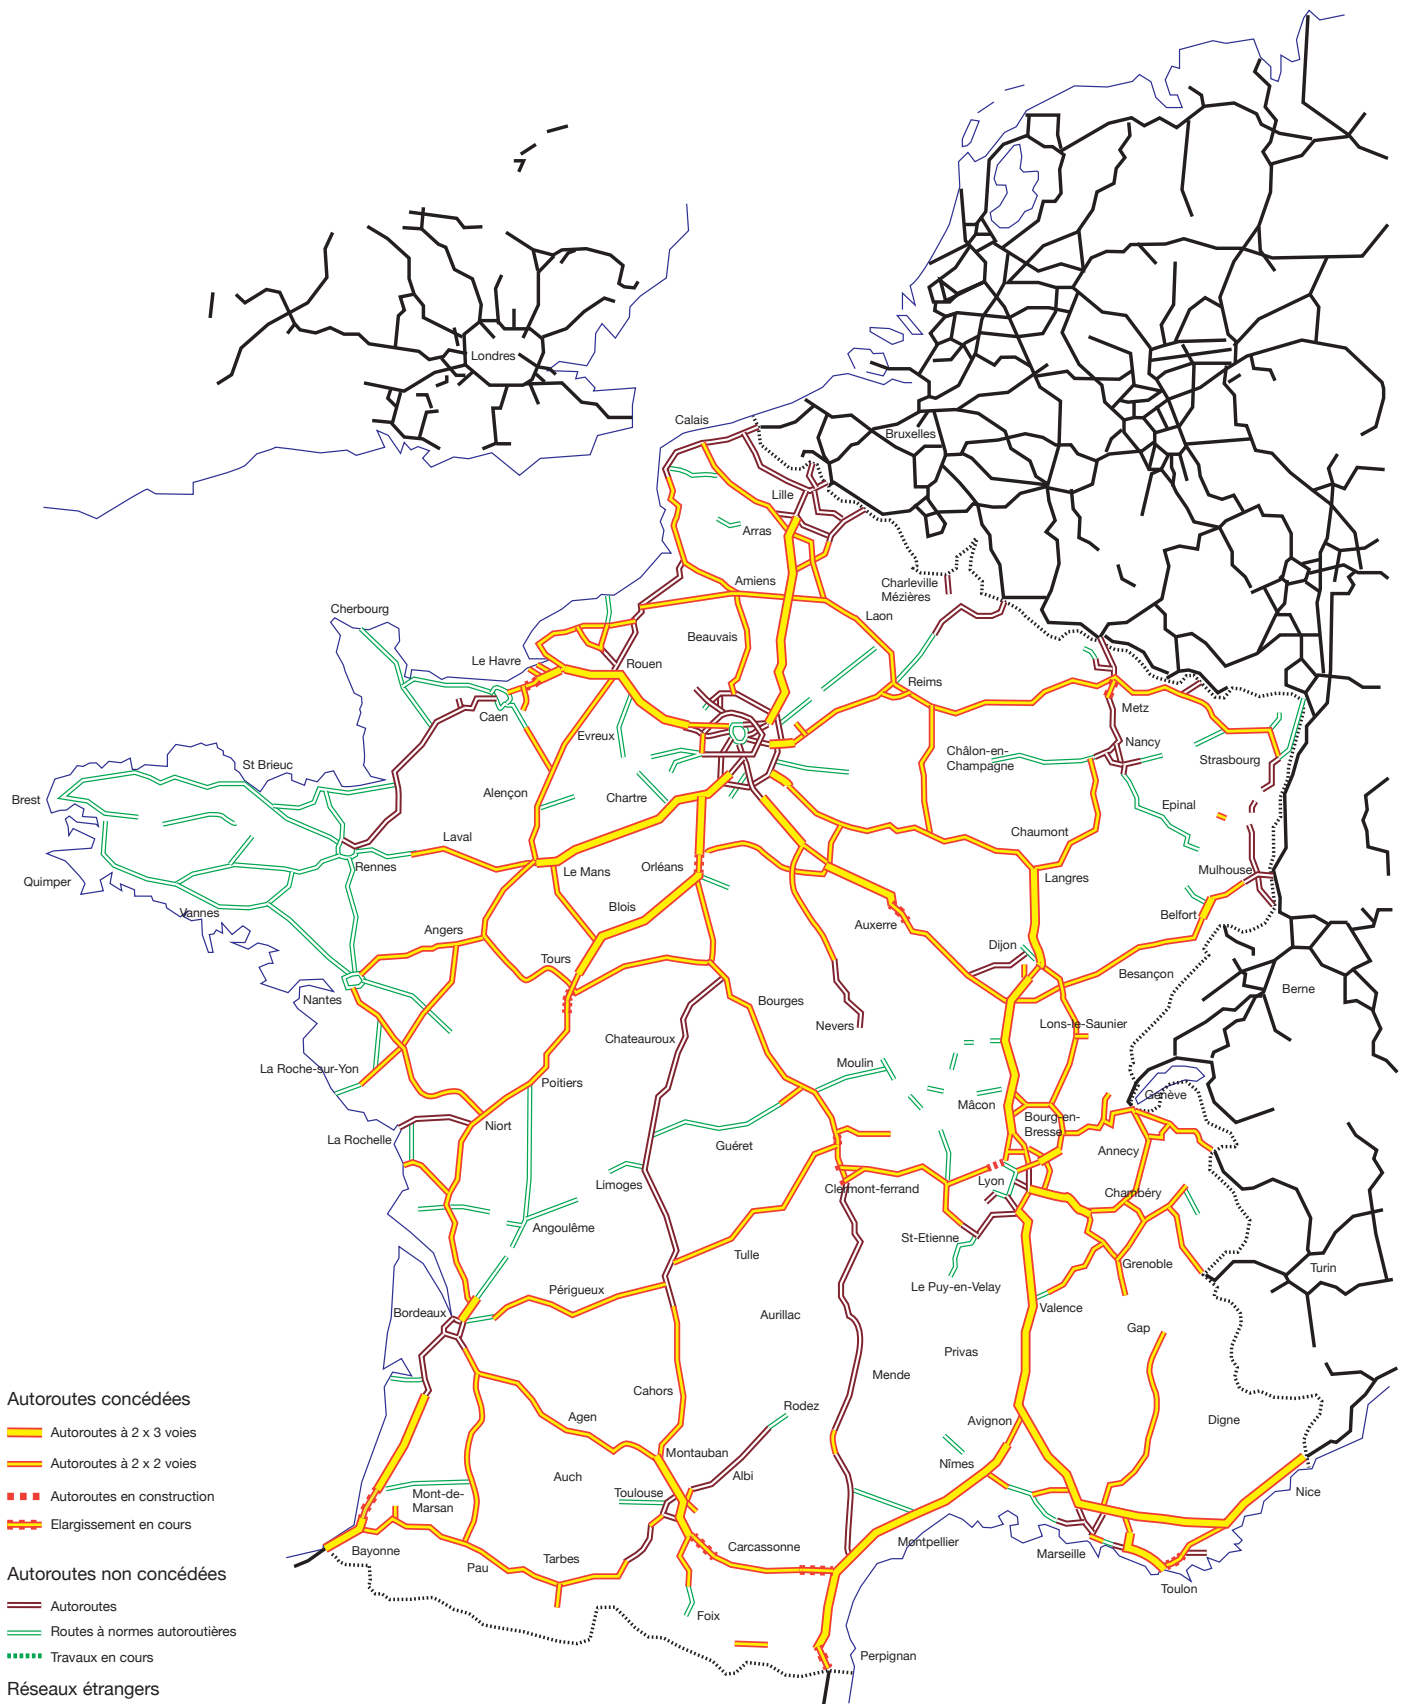 Londres
Calais
Bruxelles
Lille
Arras
Amiens
Charleville
Mézières
Cherbourg
Laon
Beauvais
Le Havre
Rouen
Reims
Caen
Metz
Evreux
Nancy
Châlon-en-
Champagne
Strasbourg
St Brieuc
Brest
Alençon
Chartre
Epinal
Laval
Chaumont
Rennes
Le Mans
Orléans
Mulhouse
Langres
Quimper
Vannes
Blois
Belfort
Angers
Auxerre
Dijon
Tours
Besançon
Nantes
Bourges
Berne
Nevers
Lons-le-Saunier
Chateauroux
La Roche-sur-Yon
Moulin
Poitiers
Genève
Mâcon
Bourg-en-
Bresse
Niort
La Rochelle
Guéret
Annecy
Limoges
Clermont-ferrand
Lyon
Chambéry
Angoulême
St-Etienne
Tulle
Grenoble
Turin
Le Puy-en-Velay
Périgueux
Bordeaux
Aurillac
Valence
Gap
Privas
Mende
Cahors
Rodez
Agen
Avignon
Digne
Montauban
Nîmes
Auch
Albi
Toulouse
Mont-de-
Marsan
Nice
Bayonne
Carcassonne
Montpellier
Marseille
Pau
Tarbes
Toulon
Foix
Perpignan
Autoroutes concédées
Autoroutes à 2 x 3 voies
Autoroutes à 2 x 2 voies
Autoroutes en construction
Elargissement en cours
Autoroutes non concédées
Autoroutes
Routes à normes autoroutières
Travaux en cours
Réseaux étrangers